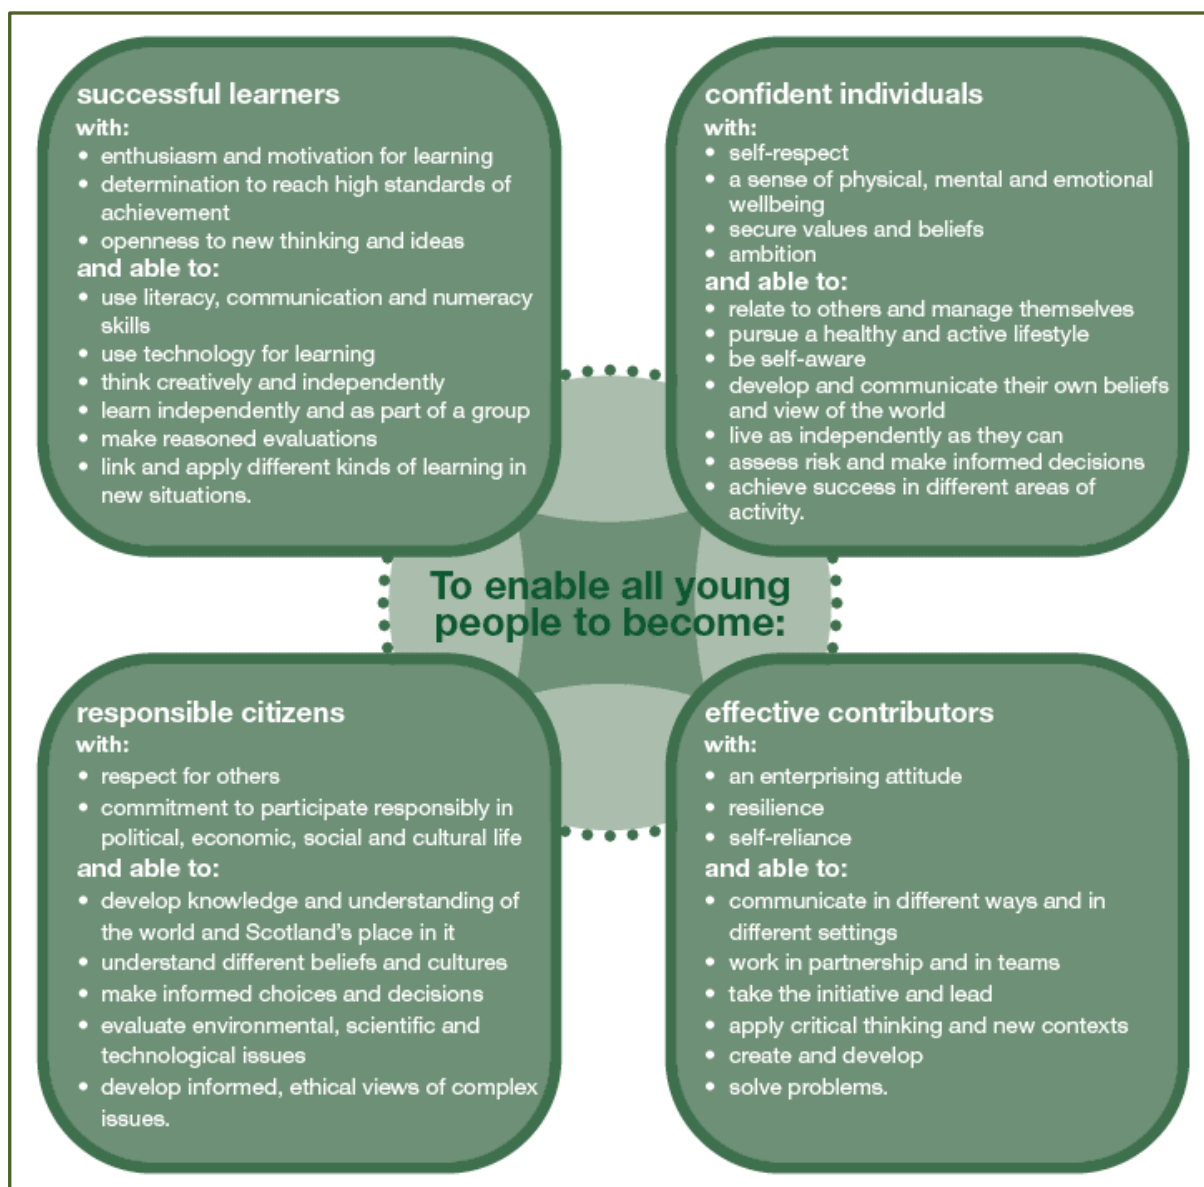 successful learners
with:
• enthusiasm and motivation for learning
• determination to reach high standards of
achievement
• openness to new thinking and ideas
and able to:
• use literacy, communication and numeracy
skills
• use technology for learning
• think creatively and independently
• learn independently and as part of a group
• make reasoned evaluations
• link and apply different kinds of learning in
new situations.
confident individuals
with:
• self-respect
• a sense of physical, mental and emotional
wellbeing
• secure values and beliefs
• ambition
and able to:
• relate to others and manage themselves
• pursue a healthy and active lifestyle
• be self-aware
• develop and communicate their own beliefs
and view of the world
• live as independently as they can
• assess risk and make informed decisions
• achieve success in different areas of
activity.
To enable all young
people to become:
responsible citizens
with:
• respect for others
• commitment to participate responsibly in
political, economic, social and cultural life
and able to:
• develop knowledge and understanding of
the world and Scotland's place in it
• understand different beliefs and cultures
• make informed choices and decisions
• evaluate environmental, scientific and
technological issues
• develop informed, ethical views of complex
issues.
effective contributors
with:
• an enterprising attitude
• resilience
• self-reliance
and able to:
• communicate in different ways and in
different settings
• work in partnership and in teams
• take the initiative and lead
• apply critical thinking and new contexts
• create and develop
• solve problems.